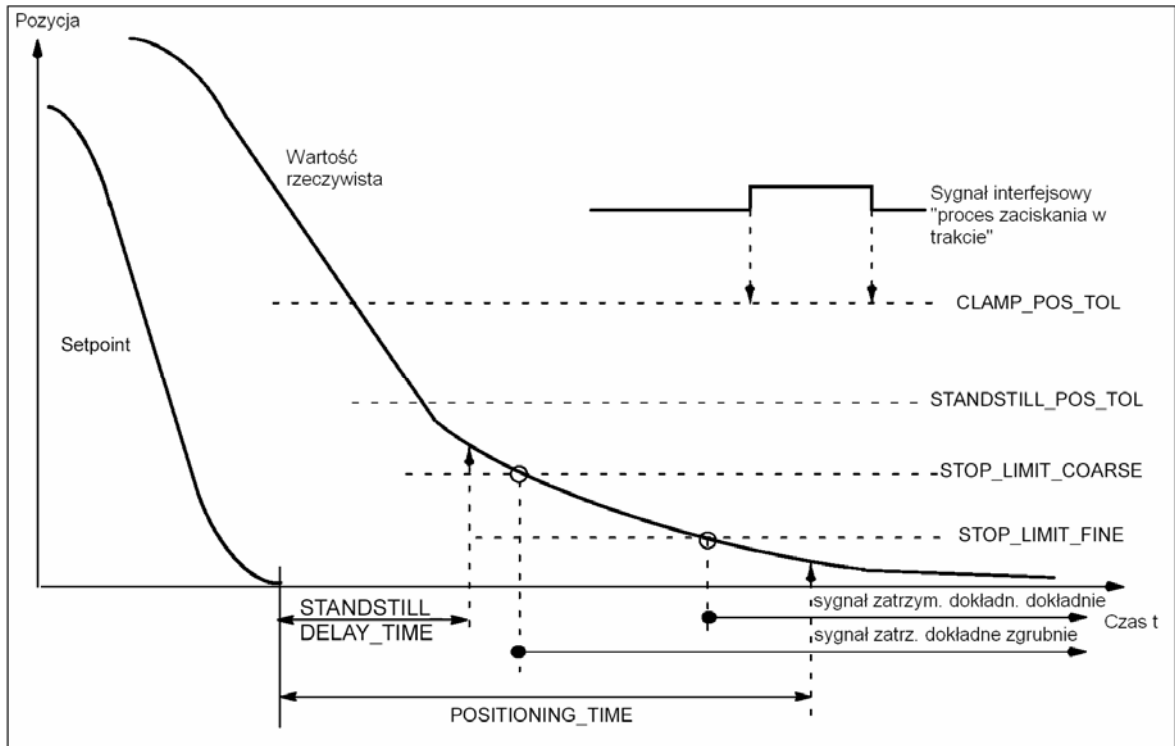 Pozycja
Wartość
rzeczywista
Sygnał interfejsowy
"proces zaciskania w
trakcie"
CLAMP_POS_TOL
Setpoint
STANDSTILL_POS_TOL
STOP_LIMIT_COARSE
STOP_LIMIT_FINE
STANDSTILL
DELAY_TIME
sygnał zatrzym. dokładn. dokładnie
Czas t
sygnał zatrz. dokładne zgrubnie
POSITIONING_TIME